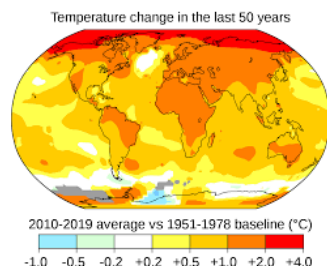 Temperature change in the last 50 years
2010-2019 average vs 1951-1978 baseline (°C)
-1.0 -0.5 -0.2 +0.2 +0.5 +1.0 +2.0 +4.0